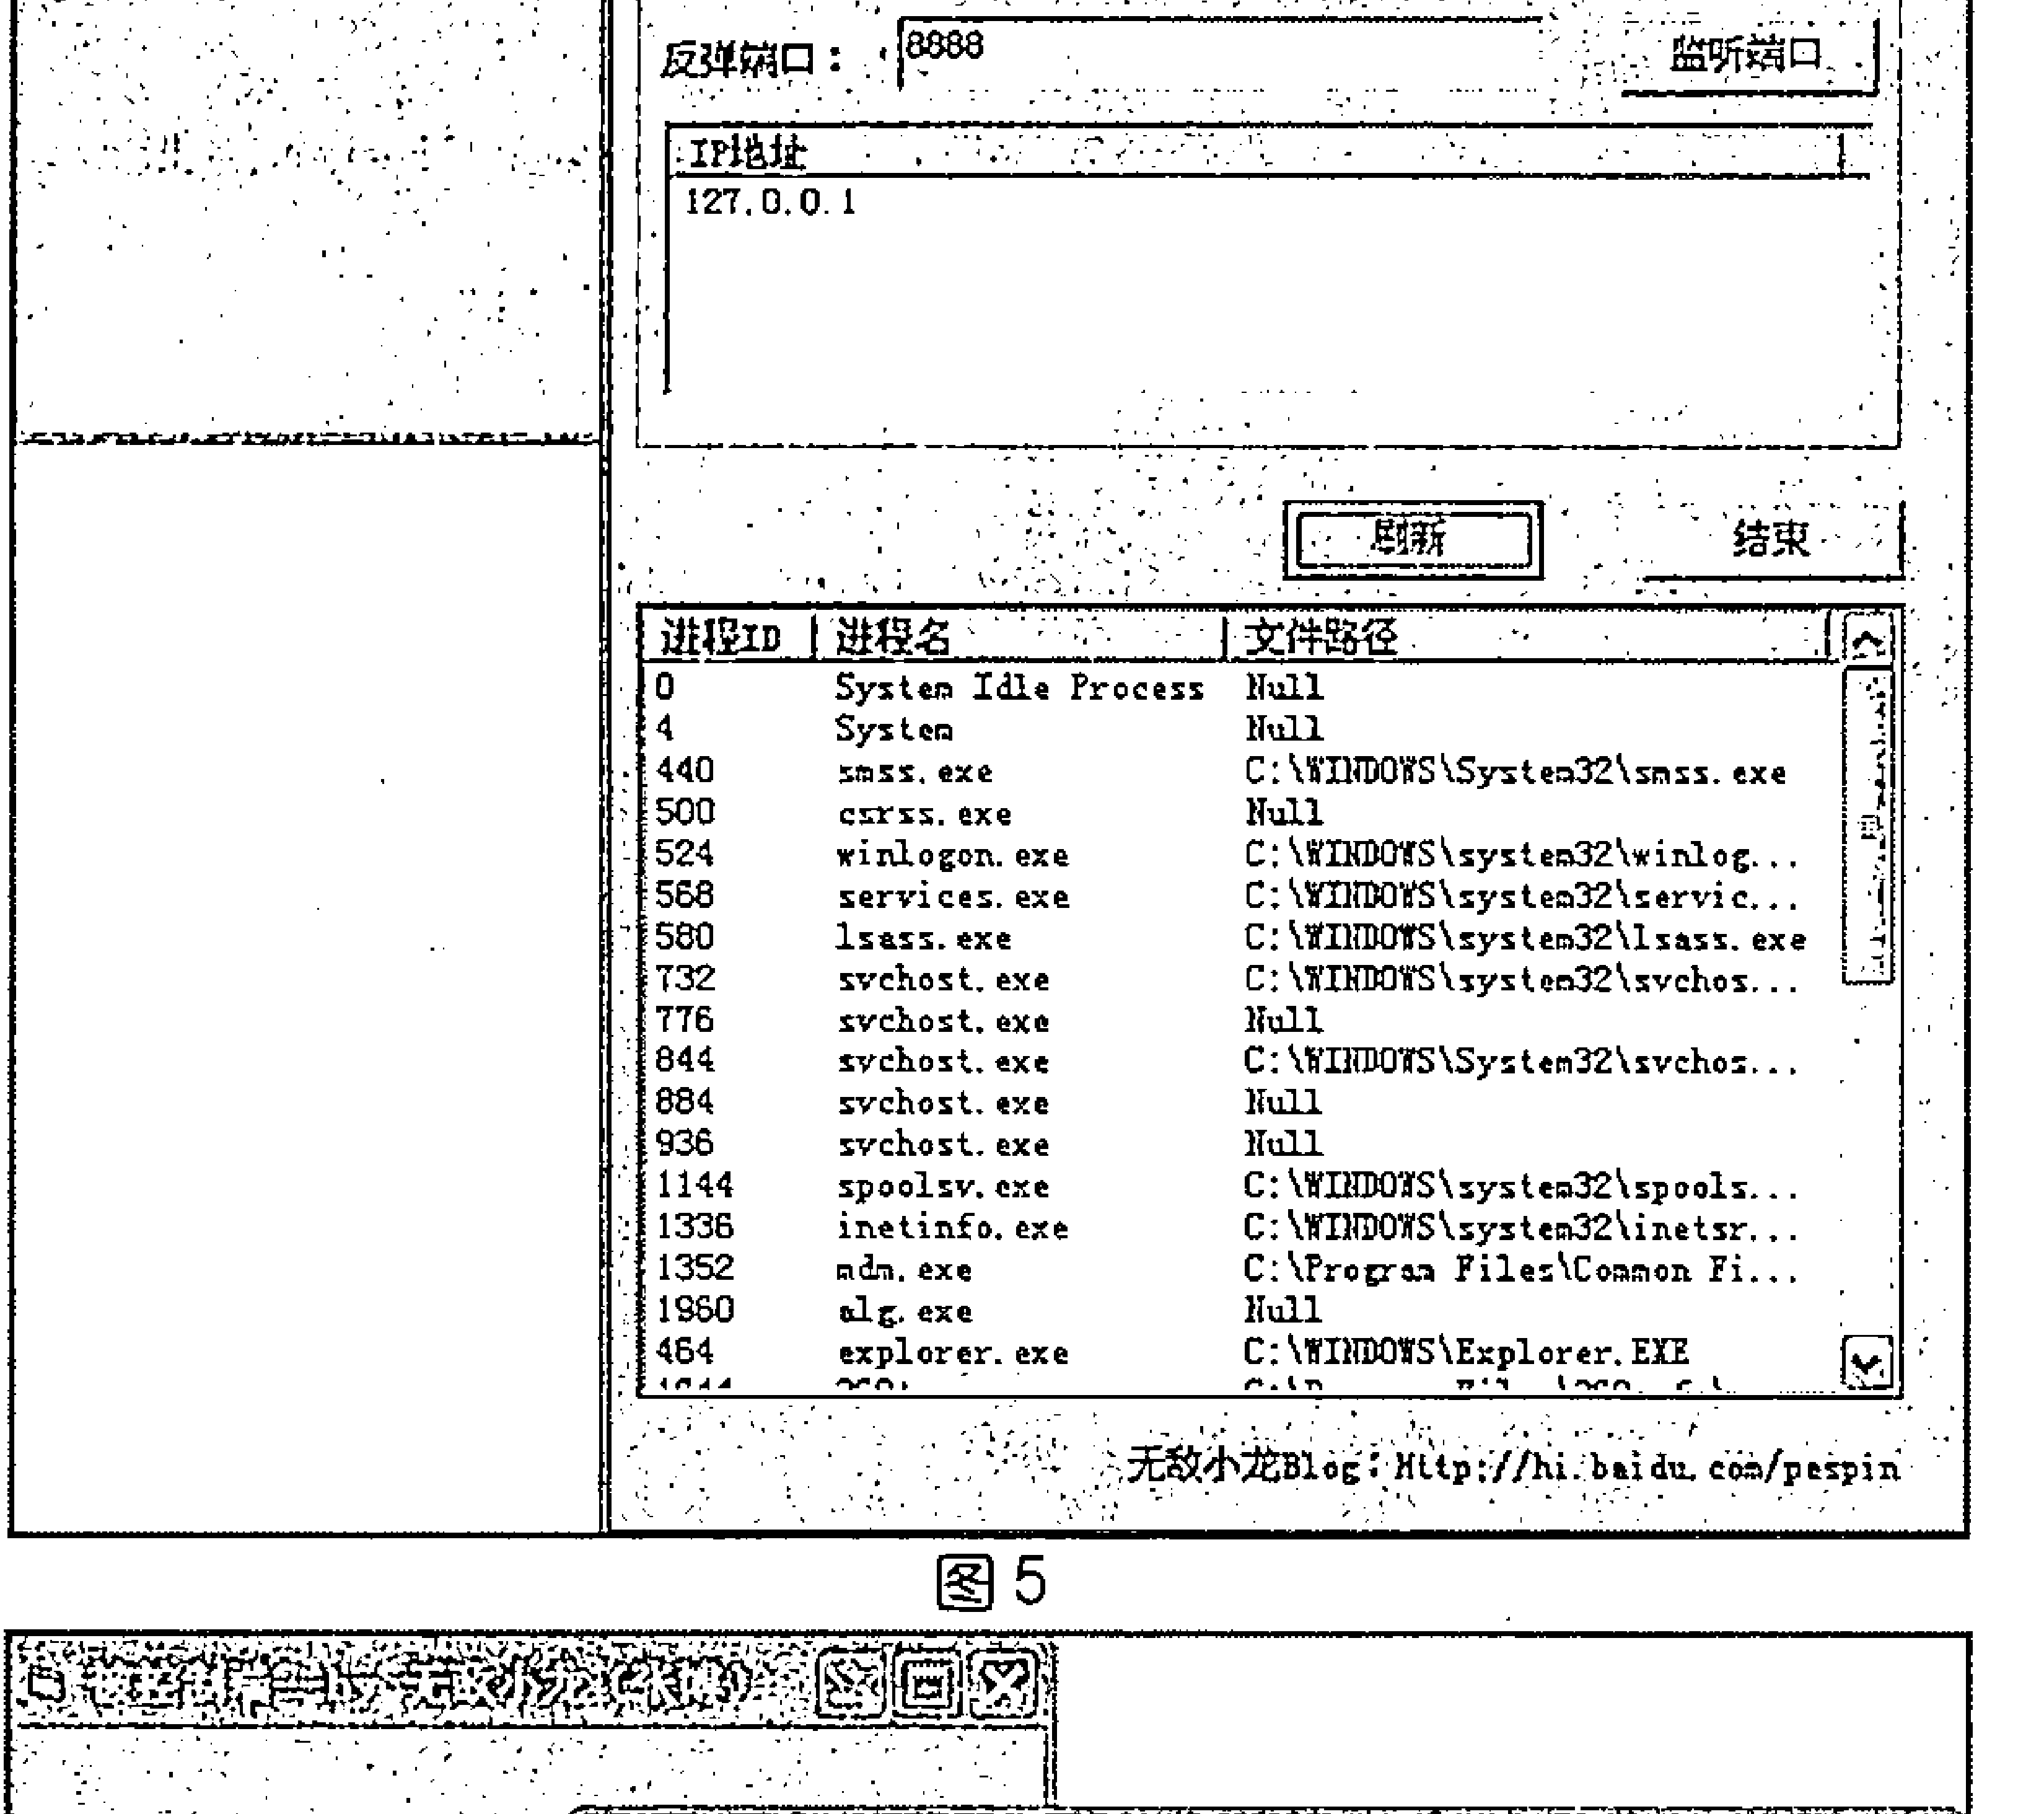 反弹端口： 8888 监听端口
IP地址
127.0.0.1
刷新 结束
进程ID 进程名 文件路径
0 System Idle Process Null
4 System Null
440 smss.exe C:\WINDOWS\System32\smss.exe
500 csrss.exe Null
524 winlogon.exe C:\WINDOWS\system32\winlog...
568 services.exe C:\WINDOWS\system32\servic...
580 lsass.exe C:\WINDOWS\system32\lsass.exe
732 svchost.exe C:\WINDOWS\system32\svchos...
776 svchost.exe Null
844 svchost.exe C:\WINDOWS\System32\svchos...
884 svchost.exe Null
936 svchost.exe Null
1144 spoolsv.exe C:\WINDOWS\system32\spools...
1336 inetinfo.exe C:\WINDOWS\system32\inetsr...
1352 mdm.exe C:\Program Files\Common Fi...
1960 alg.exe Null
464 explorer.exe C:\WINDOWS\Explorer.EXE
无敌小龙Blog：Http://hi.baidu.com/pespin
图 5
by 无敌小龙